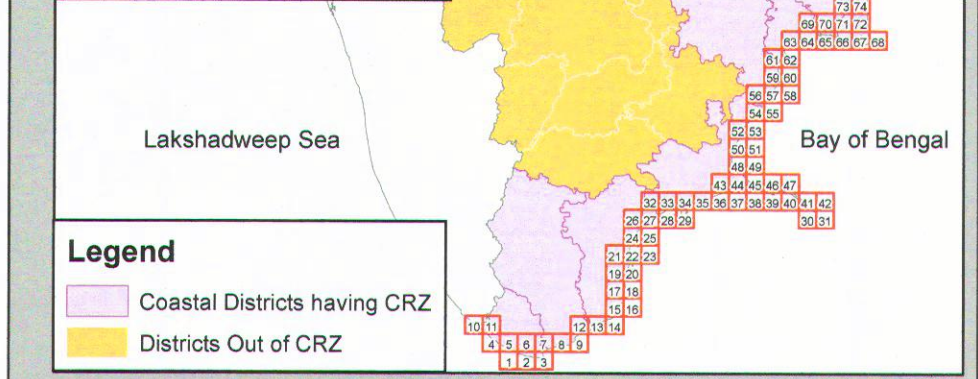 73 74
69 70 71 72
63 64 65 66 67 68
61 62
59 60
56 57 58
54 55
52 53
Lakshadweep Sea
Bay of Bengal
50 51
48 49
43 44 45 46 47
32 33 34 35 36 37 38 39 40 41 42
26 27 28 29
30 31
24 25
21 22 23
19 20
17 18
15 16
10 11
12 13 14
4 5 6 7 8 9
1 2 3
Legend
Coastal Districts having CRZ
Districts Out of CRZ